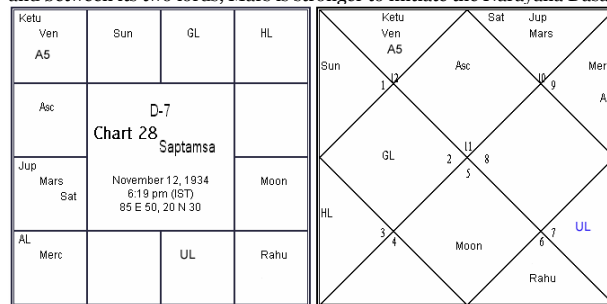 and between its two lords, Mars is stronger to initiate the Narayana Dasa
Ketu
Ven
A5
Sun
GL
HL
Asc
D-7
Chart 28
Saptamsa
November 12, 1934
6:19 pm (IST)
85 E 50, 20 N 30
Jup
Mars
Sat
Moon
AL
Merc
UL
Rahu
Ketu
Ven
A5
Sat Jup
Mars
Sun
Asc
Mer
A
12
1
10
9
GL
11
2 8
5
HL
3
4
7
6
UL
Moon
Rahu